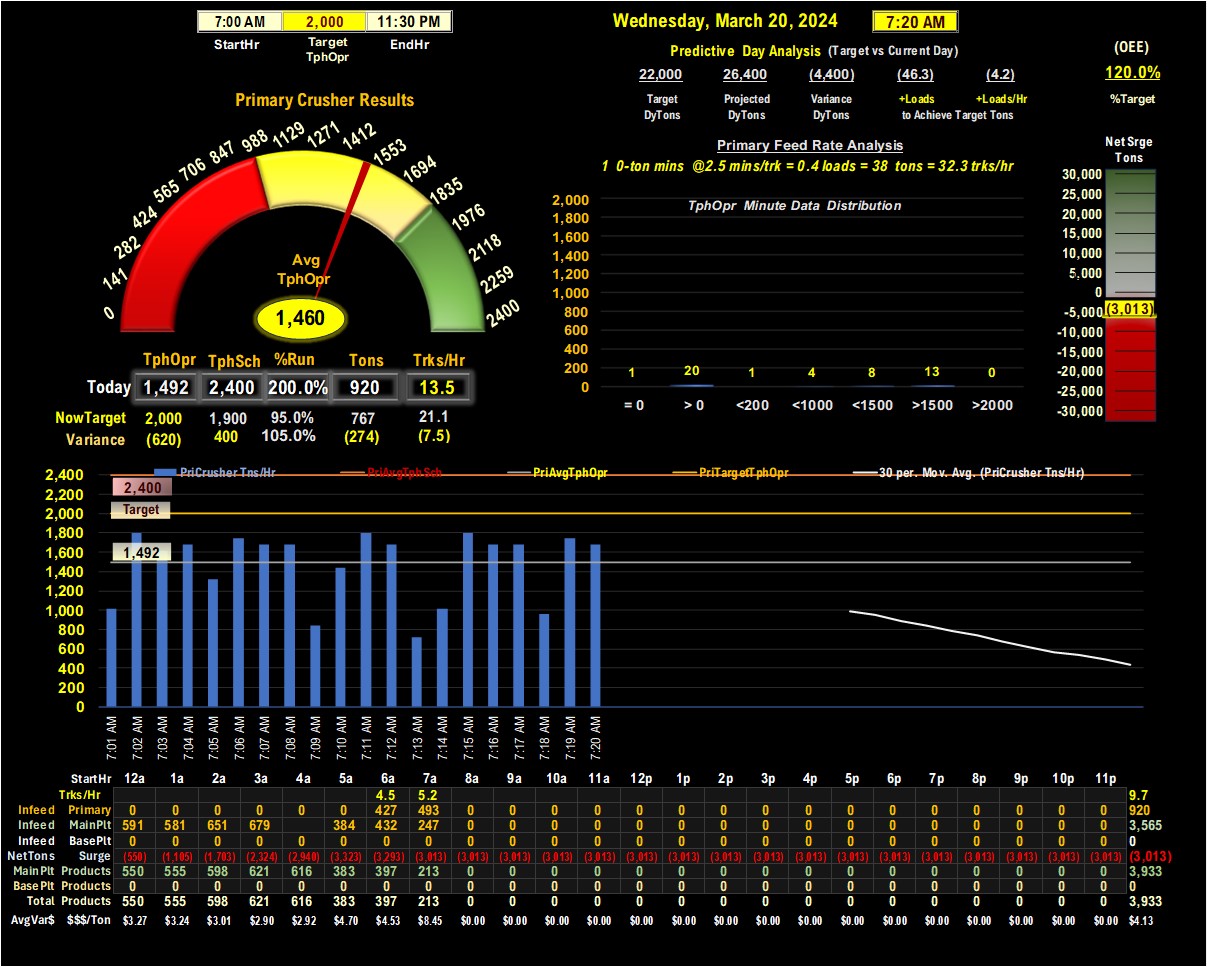 7:00 AM 2,000 11:30 PM
StartHr Target TphOpr EndHr
Wednesday, March 20, 2024 7:20 AM
Predictive Day Analysis (Target vs Current Day)
22,000 26,400 (4,400) (46.3) (4.2)
Target DyTons Projected DyTons Variance DyTons +Loads +Loads/Hr to Achieve Target Tons
(OEE)
120.0%
%Target
Primary Crusher Results
0 141 282 424 565 706 847 988 1129 1271 1412 1553 1694 1835 1976 2118 2259 2400
Avg
TphOpr
1,460
TphOpr TphSch %Run Tons Trks/Hr
Today 1,492 2,400 200.0% 920 13.5
NowTarget 2,000 1,900 95.0% 767 21.1
Variance (620) 400 105.0% (274) (7.5)
Primary Feed Rate Analysis
1 0-ton mins @2.5 mins/trk = 0.4 loads = 38 tons = 32.3 trks/hr
TphOpr Minute Data Distribution
2,000
1,800
1,600
1,400
1,200
1,000
800
600
400
200
0
1 20 1 4 8 13 0
= 0 > 0 <200 <1000 <1500 >1500 >2000
Net Srge
Tons
30,000
25,000
20,000
15,000
10,000
5,000
0
-5,000 (3,013)
-10,000
-15,000
-20,000
-25,000
-30,000
PriCrusher Tns/Hr PriAvgTphSch PriAvgTphOpr PriTargetTphOpr 30 per. Mov. Avg. (PriCrusher Tns/Hr)
2,400
2,200
2,000
1,800
1,600
1,400
1,200
1,000
800
600
400
200
0
2,400
Target
1,492
7:01 AM 7:02 AM 7:03 AM 7:04 AM 7:05 AM 7:06 AM 7:07 AM 7:08 AM 7:09 AM 7:10 AM 7:11 AM 7:12 AM 7:13 AM 7:14 AM 7:15 AM 7:16 AM 7:17 AM 7:18 AM 7:19 AM 7:20 AM
StartHr 12a 1a 2a 3a 4a 5a 6a 7a 8a 9a 10a 11a 12p 1p 2p 3p 4p 5p 6p 7p 8p 9p 10p 11p
Trks/Hr 4.5 5.2 9.7
Infeed Primary 0 0 0 0 0 0 427 493 0 0 0 0 0 0 0 0 0 0 0 0 0 0 0 0 920
Infeed MainPlt 591 581 651 679 384 432 247 0 0 0 0 0 0 0 0 0 0 0 0 0 0 0 0 3,565
Infeed BasePlt 0 0 0 0 0 0 0 0 0 0 0 0 0 0 0 0 0 0 0 0 0 0 0 0 0
NetTons Surge (550) (1,105) (1,703) (2,324) (2,940) (3,323) (3,293) (3,013) (3,013) (3,013) (3,013) (3,013) (3,013) (3,013) (3,013) (3,013) (3,013) (3,013) (3,013) (3,013) (3,013) (3,013) (3,013) (3,013) (3,013)
MainPlt Products 550 555 598 621 616 383 397 213 0 0 0 0 0 0 0 0 0 0 0 0 0 0 0 0 3,933
BasePlt Products 0 0 0 0 0 0 0 0 0 0 0 0 0 0 0 0 0 0 0 0 0 0 0 0 0
Total Products 550 555 598 621 616 383 397 213 0 0 0 0 0 0 0 0 0 0 0 0 0 0 0 0 3,933
AvgVar$ $$$/Ton $3.27 $3.24 $3.01 $2.90 $2.92 $4.70 $4.53 $8.45 $0.00 $0.00 $0.00 $0.00 $0.00 $0.00 $0.00 $0.00 $0.00 $0.00 $0.00 $0.00 $0.00 $0.00 $0.00 $0.00 $4.13